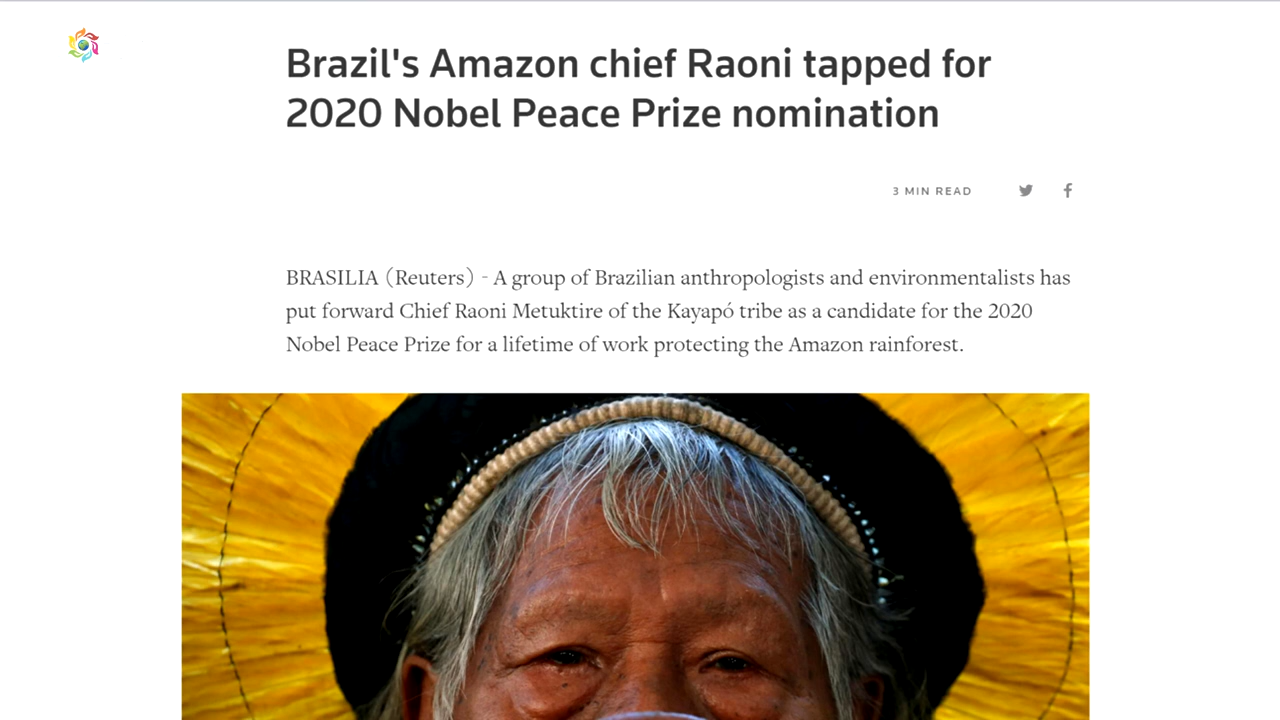 Brazil's Amazon chief Raoni tapped for
2020 Nobel Peace Prize nomination
3 MIN READ
BRASILIA (Reuters) - A group of Brazilian anthropologists and environmentalists has
put forward Chief Raoni Metuktire of the Kayapó tribe as a candidate for the 2020
Nobel Peace Prize for a lifetime of work protecting the Amazon rainforest.